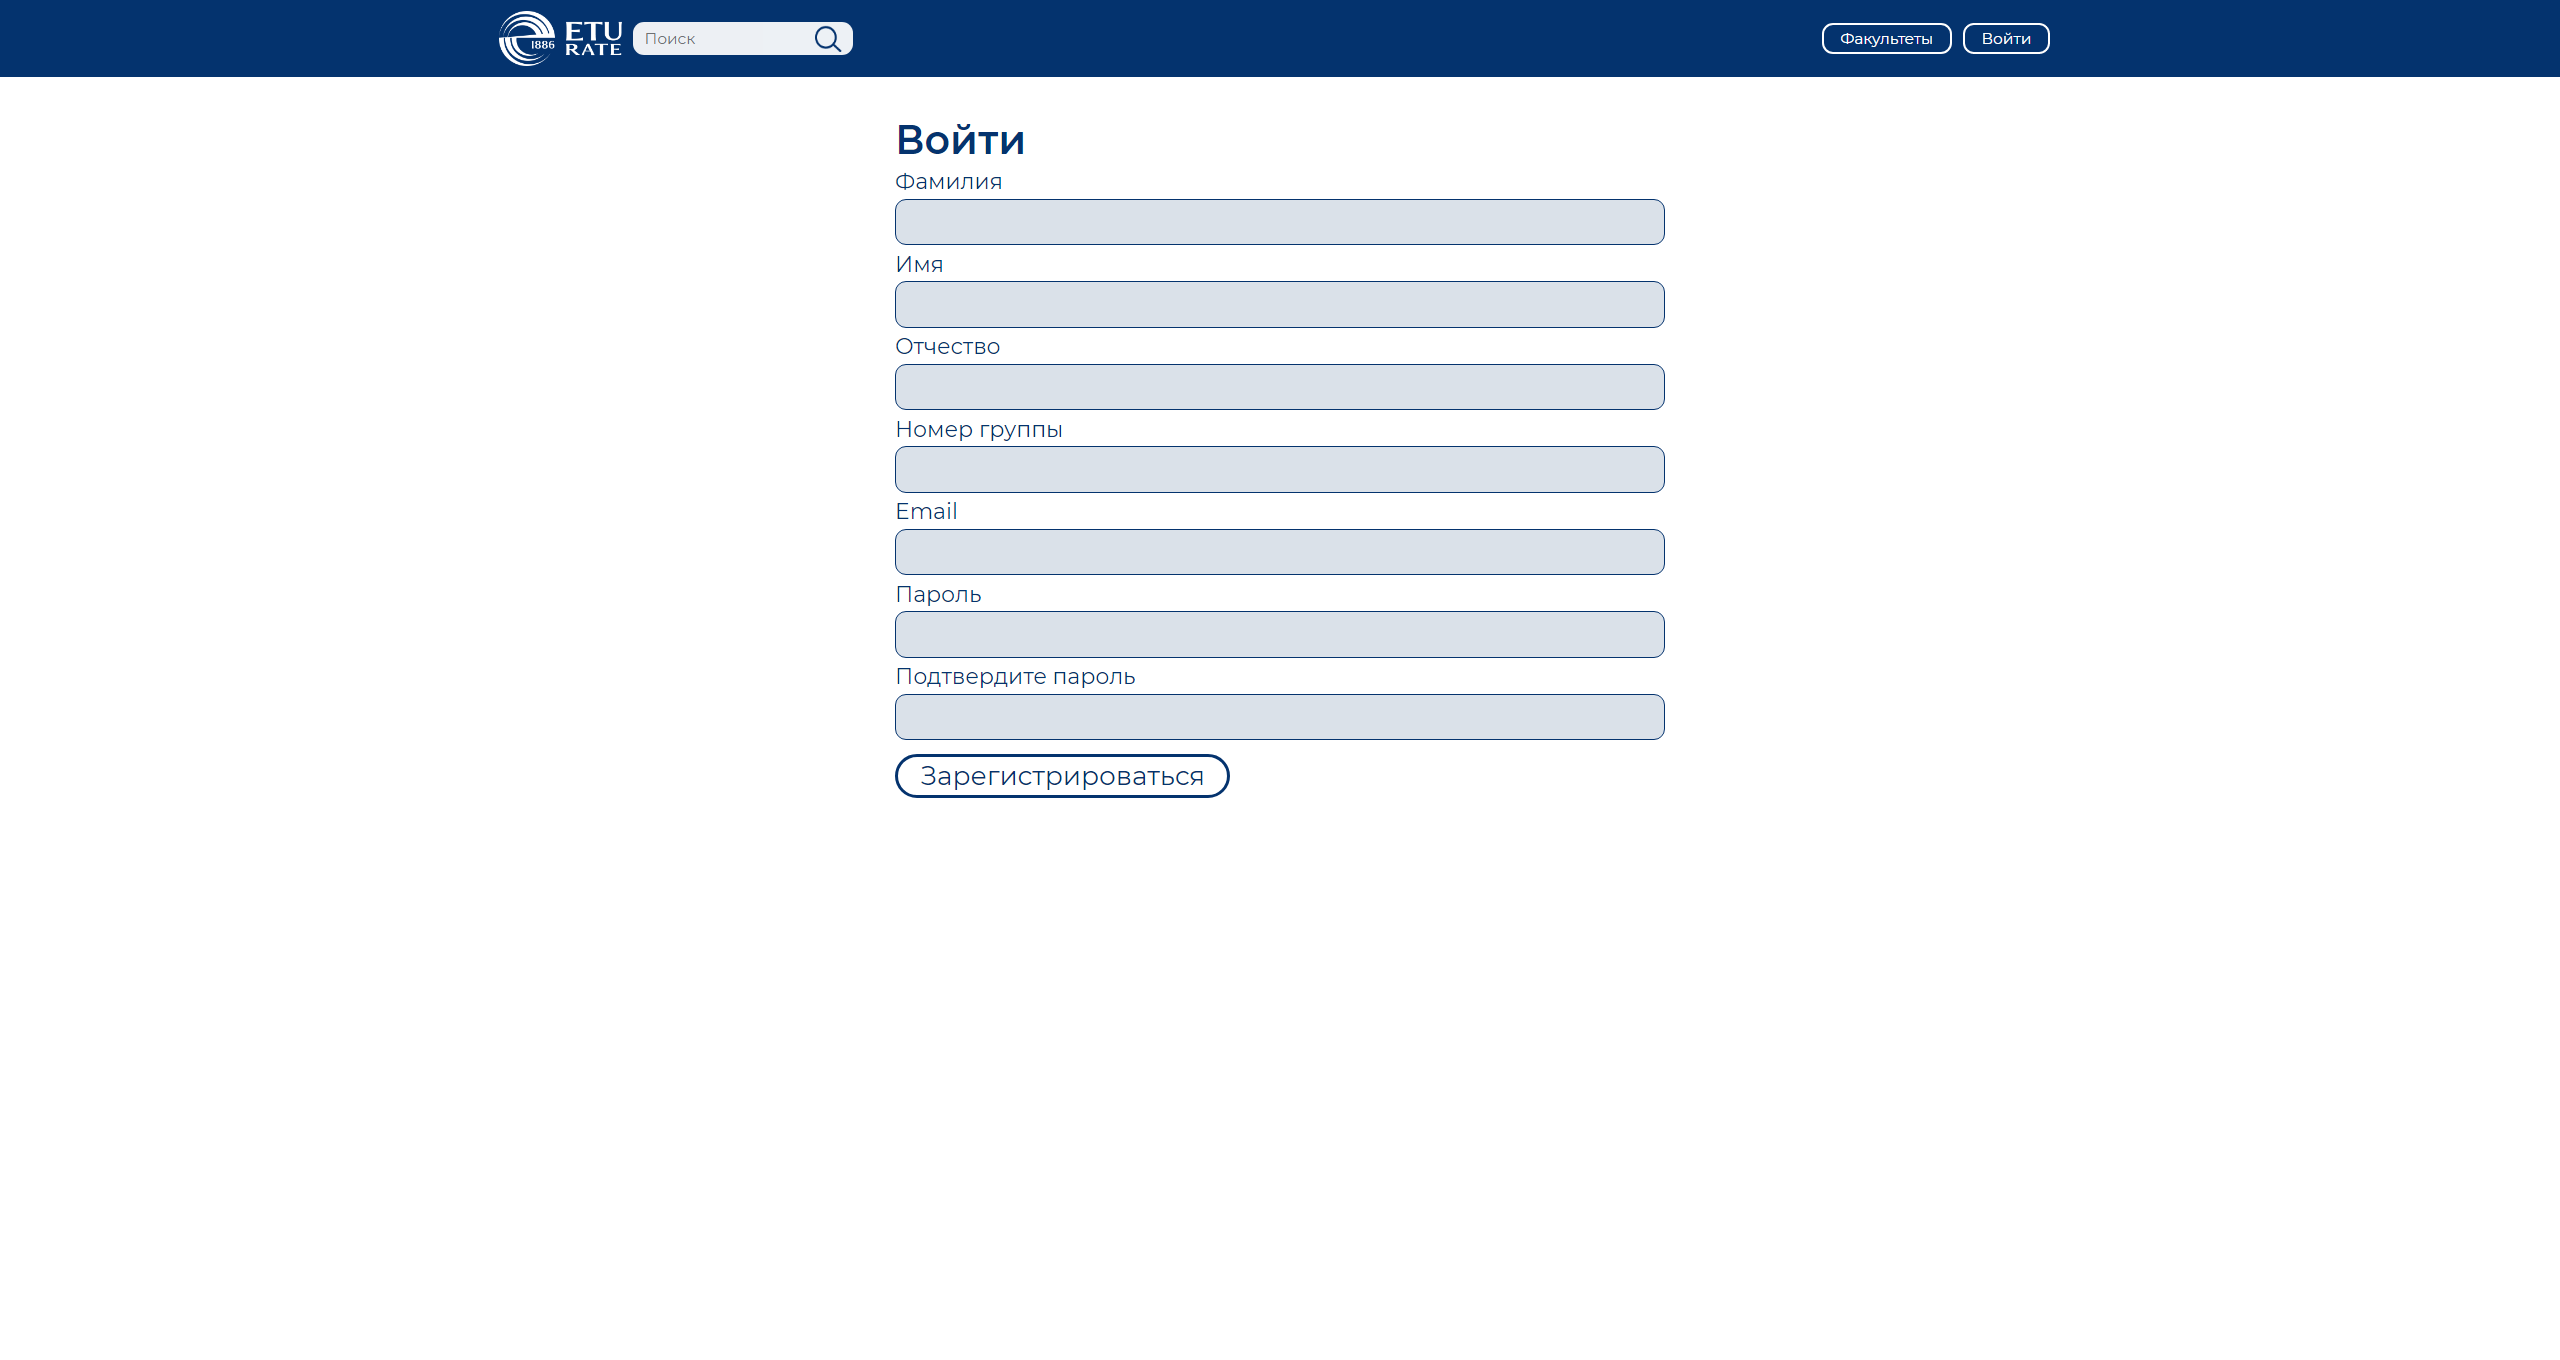 1886
ETU
RATE
Поиск
Факультеты
Войти
Войти
Фамилия
Имя
Отчество
Номер группы
Email
Пароль
Подтвердите пароль
Зарегистрироваться